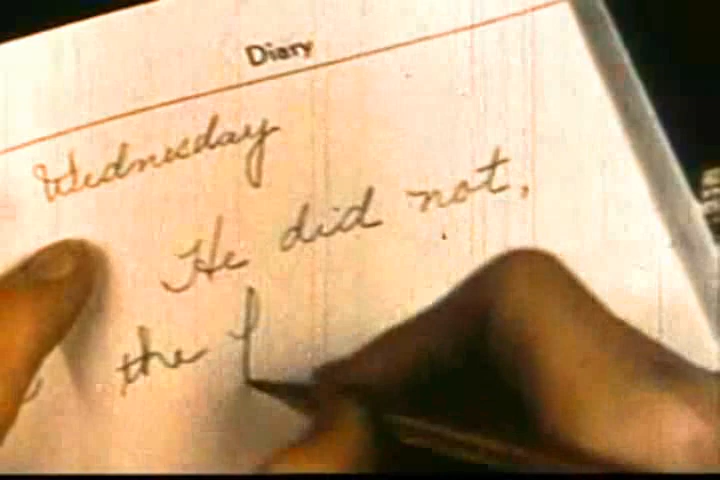 Diary
Wednesday
He did not,
the